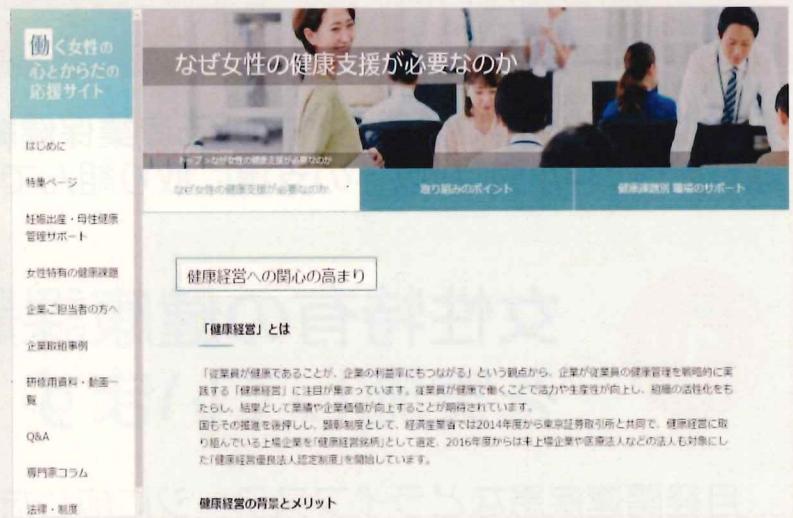 働く女性の
心とからだの
応援サイト
はじめに
特集ページ
妊娠出産・母性健康
管理サポート
女性特有の健康課題
企業ご担当者の方へ
企業取組事例
研修用資料・動画一
覧
Q&A
専門家コラム
法律・制度
なぜ女性の健康支援が必要なのか
トップ >なぜ女性の健康支援が必要なのか
なぜ女性の健康支援が必要なのか
取り組みのポイント
健康課題別 職場のサポート
健康経営への関心の高まり
「健康経営」とは
「従業員が健康であることが、企業の利益率にもつながる」という観点から、企業が従業員の健康管理を戦略的に実
践する「健康経営」に注目が集まっています。従業員が健康で働くことで活力や生産性が向上し、組織の活性化をも
たらし、結果として業績や企業価値が向上することが期待されています。
国もその推進を後押しし、顕彰制度として、経済産業省では2014年度から東京証券取引所と共同で、健康経営に取
り組んでいる上場企業を「健康経営銘柄」として選定、2016年度からは未上場企業や医療法人などの法人も対象にし
た「健康経営優良法人認定制度」を開始しています。
健康経営の背景とメリット